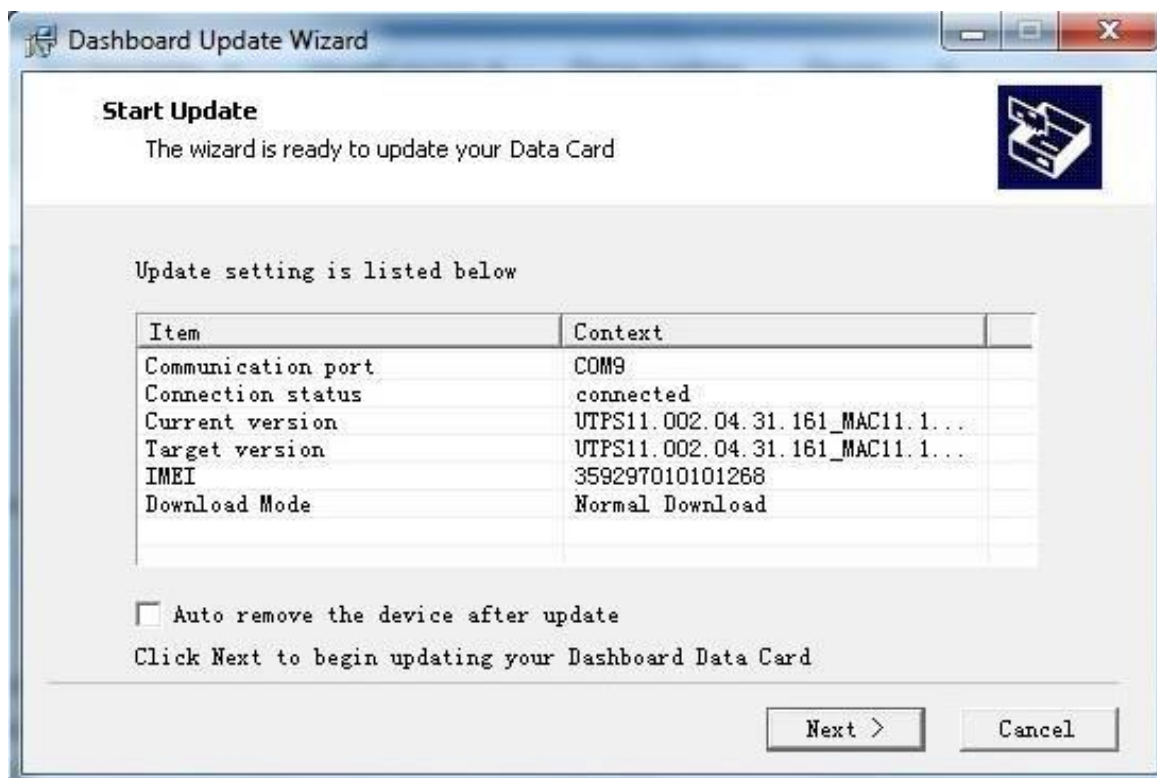 Dashboard Update Wizard
Start Update
The wizard is ready to update your Data Card
Update setting is listed below
Item Context
Communication port COM9
Connection status connected
Current version UTPS11.002.04.31.161_MAC11.1...
Target version UTPS11.002.04.31.161_MAC11.1...
IMEI 359297010101268
Download Mode Normal Download
Auto remove the device after update
Click Next to begin updating your Dashboard Data Card
Next > Cancel